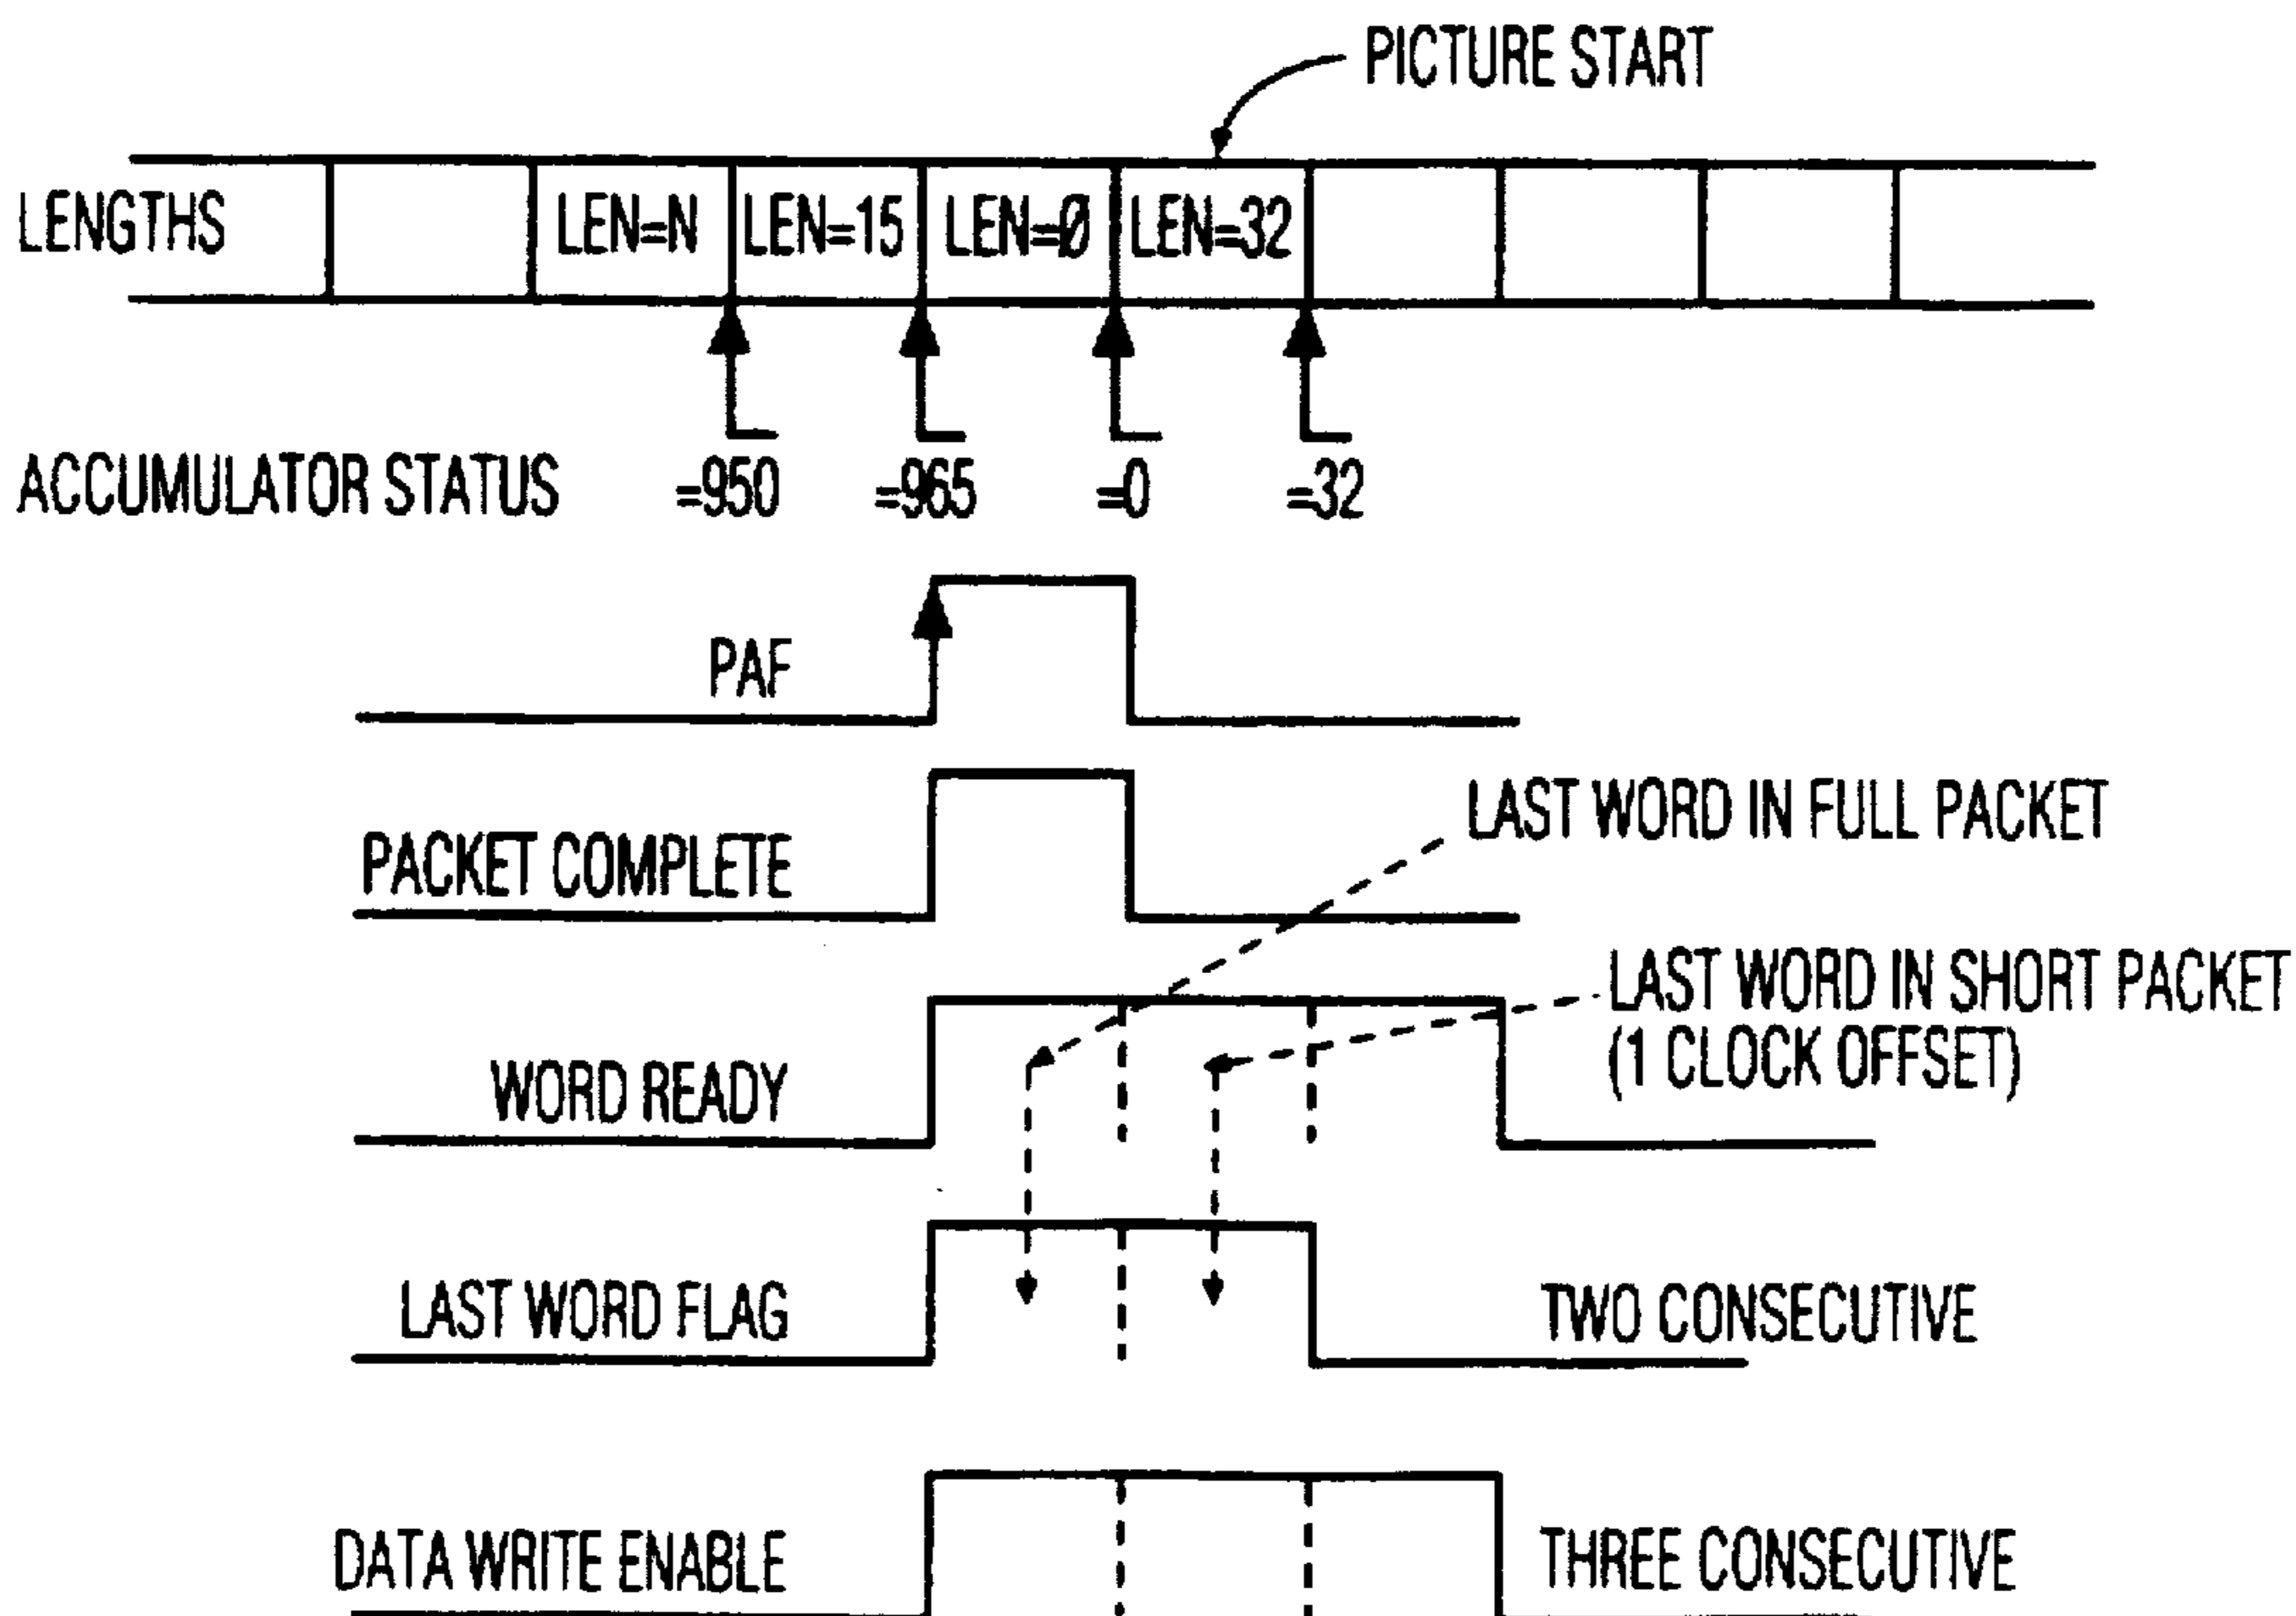 PICTURE START
LENGTHS LEN=N LEN=15 LEN=Ø LEN=32
ACCUMULATOR STATUS =950 =965 =0 =32
PAF
PACKET COMPLETE
LAST WORD IN FULL PACKET
LAST WORD IN SHORT PACKET
(1 CLOCK OFFSET)
WORD READY
LAST WORD FLAG
TWO CONSECUTIVE
DATA WRITE ENABLE
THREE CONSECUTIVE